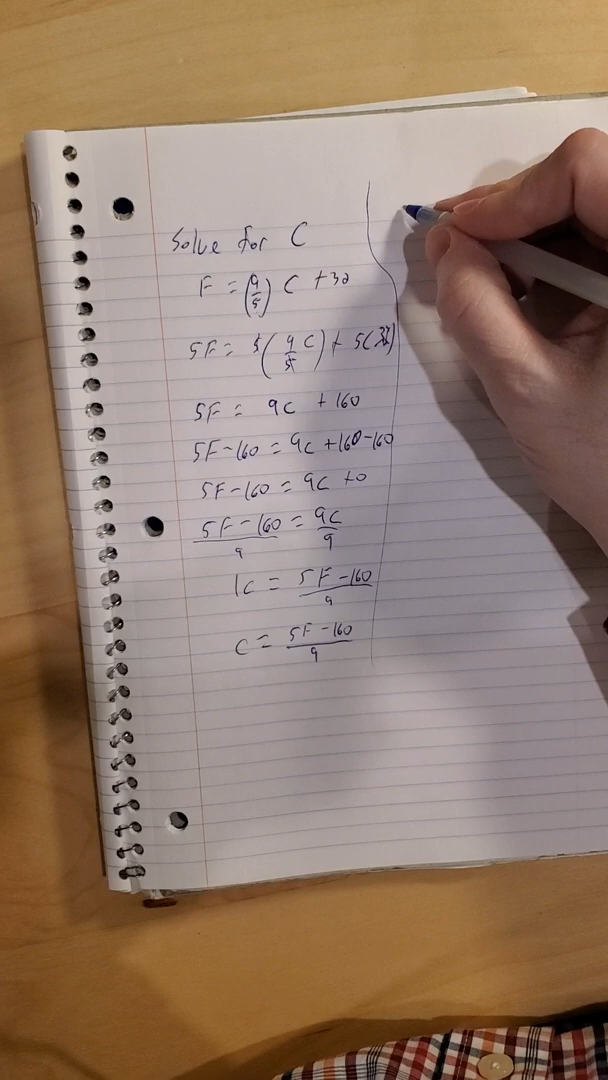 Solve for C
F = (9/5) C + 32
5F = 5(9/5 C) + 5(32)
5F = 9C + 160
5F-160 = 9C+160-160
5F-160 = 9C +0
5F-160/9 = 9C/9
1C = 5F-160/9
C = 5F-160/9